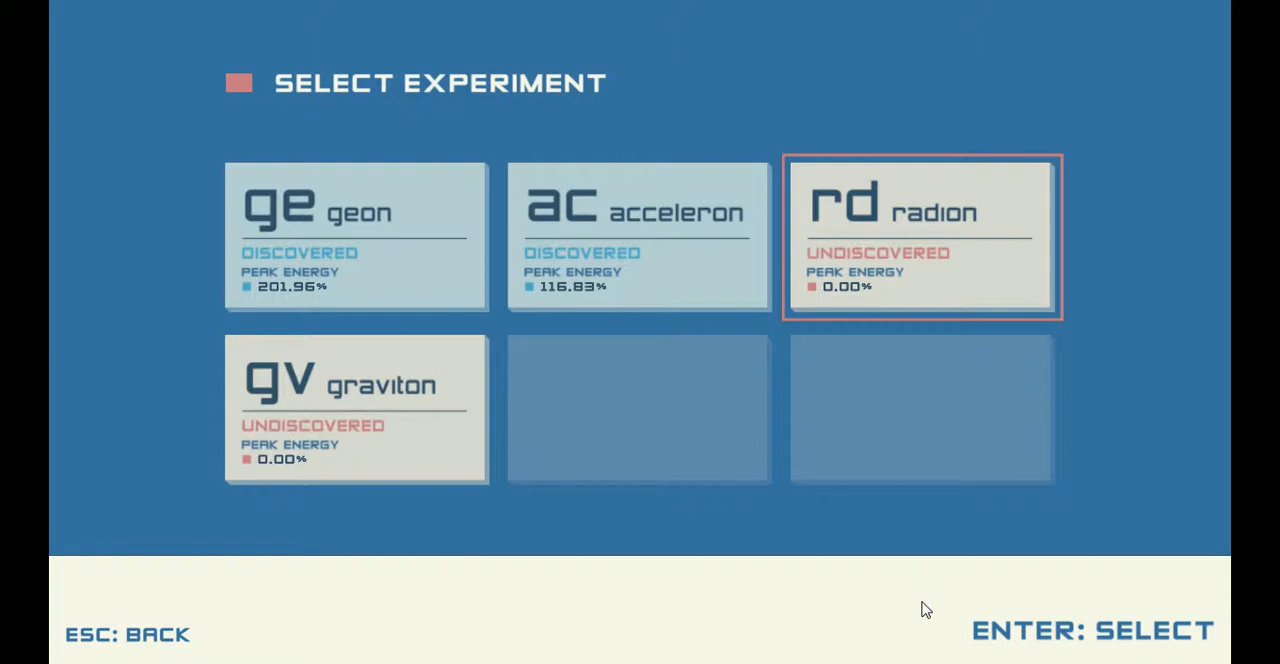 SELECT EXPERIMENT
ge geon
DISCOVERED
PEAK ENERGY
201.96%
ac acceleron
DISCOVERED
PEAK ENERGY
116.83%
rd radion
UNDISCOVERED
PEAK ENERGY
0.00%
gv graviton
UNDISCOVERED
PEAK ENERGY
0.00%
ESC: BACK
ENTER: SELECT